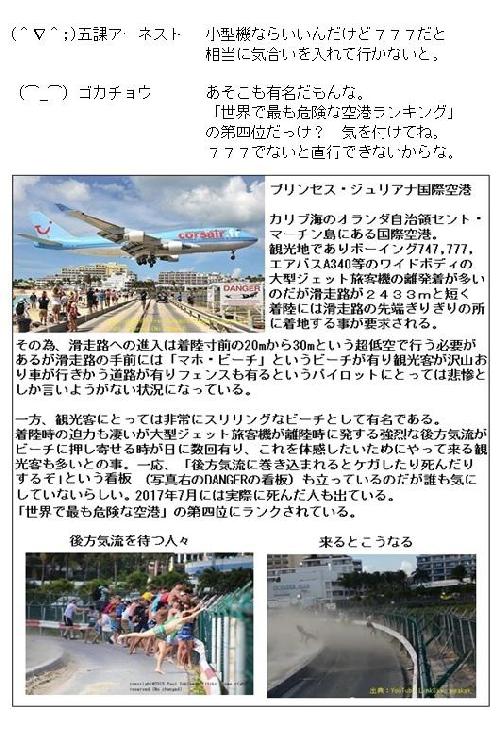 (^∇^;)五課ア・ネスト 小型機ならいいんだけど777だと
相当に気合いを入れて行かないと。
(⌒_⌒) ゴカチョウ あそこも有名だもんな。
「世界で最も危険な空港ランキング」
の第四位だっけ? 気を付けてね。
777でないと直行できないからな。
corsair
DANGER
プリンセス・ジュリアナ国際空港
カリブ海のオランダ自治領セント・
マーチン島にある国際空港。
観光地でありボーイング747,777,
エアバスA340等のワイドボディの
大型ジェット旅客機の離発着が多い
のだが滑走路が2433mと短く
着陸には滑走路の先端ぎりぎりの所
に着地する事が要求される。
その為、滑走路への進入は着陸寸前の20mから30mという超低空で行う必要が
あるが滑走路の手前には「マホ・ビーチ」というビーチが有り観光客が沢山お
り車が行きかう道路が有りフェンスも有るというパイロットにとっては悲惨と
しか言いようがない状況になっている。
一方、観光客にとっては非常にスリリングなビーチとして有名である。
着陸時の迫力も凄いが大型ジェット旅客機が離陸時に発する強烈な後方気流が
ビーチに押し寄せる時が日に数回有り、これを体感したいためにやって来る観
光客も多いとの事。一応、「後方気流に巻き込まれるとケガしたり死んだり
するぞ」という看板 (写真右のDANGERの看板)も立っているのだが誰も気に
していないらしい。2017年7月には実際に死んだ人も出ている。
「世界で最も危険な空港」の第四位にランクされている。
後方気流を待つ人々
来るとこうなる
出典:YouTube